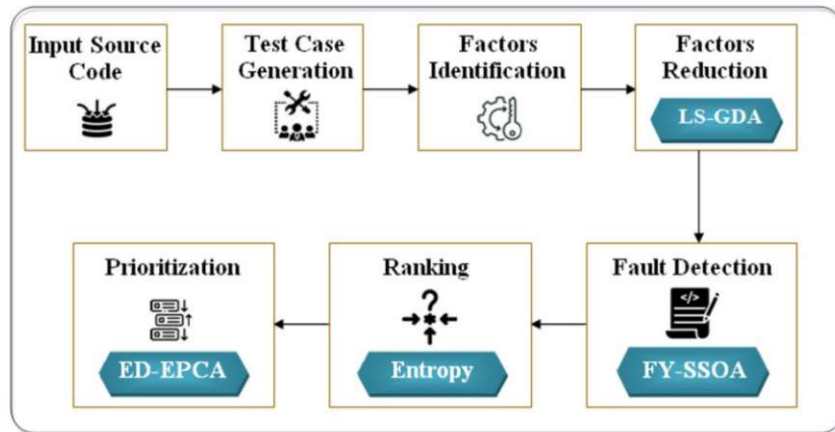 Input Source
Code
Test Case
Generation
Factors
Identification
Factors
Reduction
LS-GDA
Prioritization
ED-EPCA
Ranking
?
Entropy
Fault Detection
</>
FY-SSOA